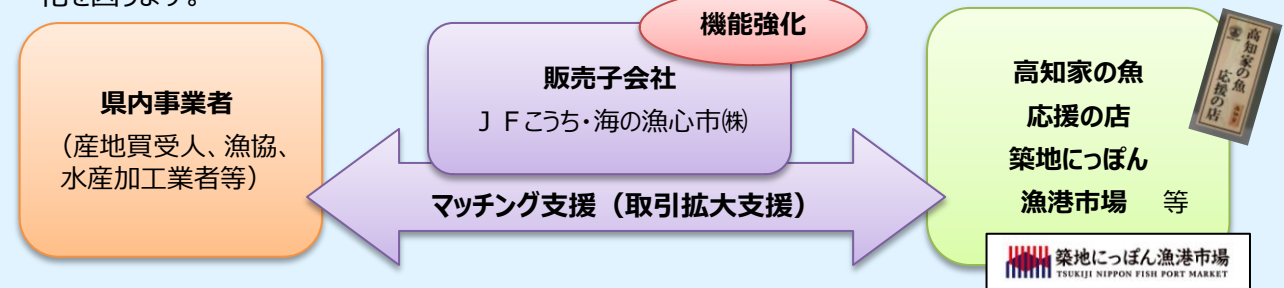 化を図ります。
機能強化
県内事業者
（産地買受人、漁協、
水産加工業者等）
販売子会社
ＪＦこうち・海の漁心市㈱
マッチング支援（取引拡大支援）
高知家の魚
応援の店
築地にっぽん
漁港市場　等
高知家の魚
応援の店
築地にっぽん漁港市場
TSUKIJI NIPPON FISH PORT MARKET